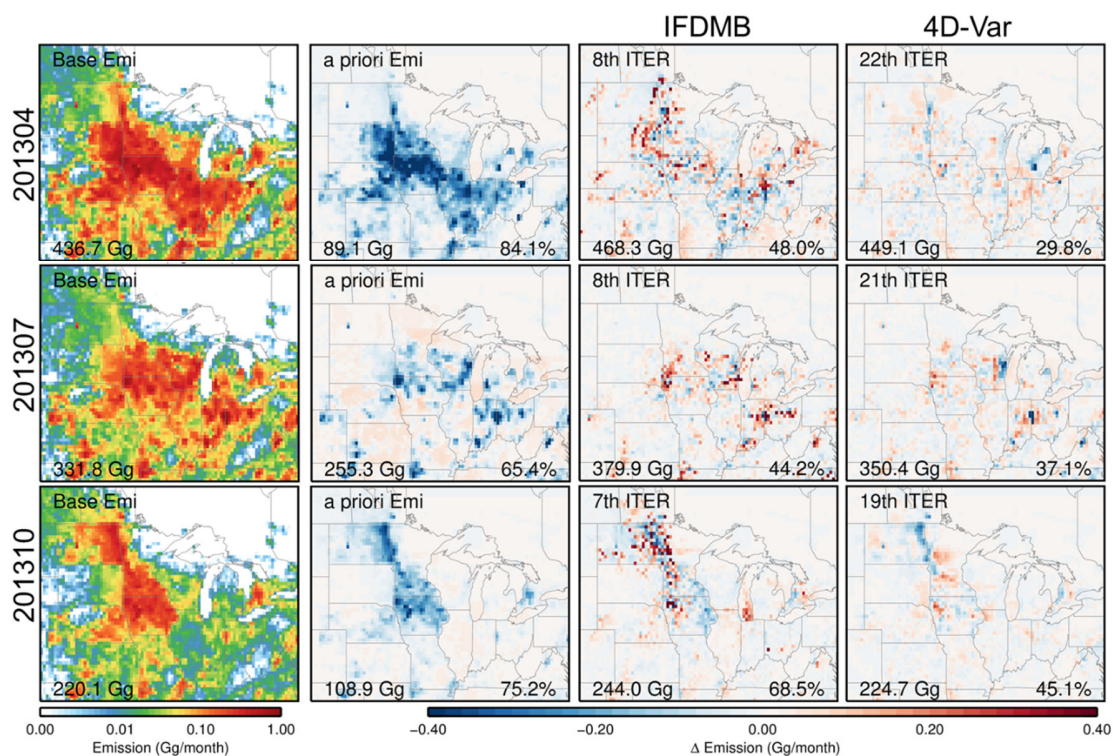 IFDMB 4D-Var
201304
Base Emi
436.7 Gg
a priori Emi
89.1 Gg 84.1%
8th ITER
468.3 Gg 48.0%
22th ITER
449.1 Gg 29.8%
201307
Base Emi
331.8 Gg
a priori Emi
255.3 Gg 65.4%
8th ITER
379.9 Gg 44.2%
21th ITER
350.4 Gg 37.1%
201310
Base Emi
220.1 Gg
a priori Emi
108.9 Gg 75.2%
7th ITER
244.0 Gg 68.5%
19th ITER
224.7 Gg 45.1%
0.00 0.01 0.10 1.00
Emission (Gg/month)
−0.40 −0.20 0.00 0.20 0.40
Δ Emission (Gg/month)